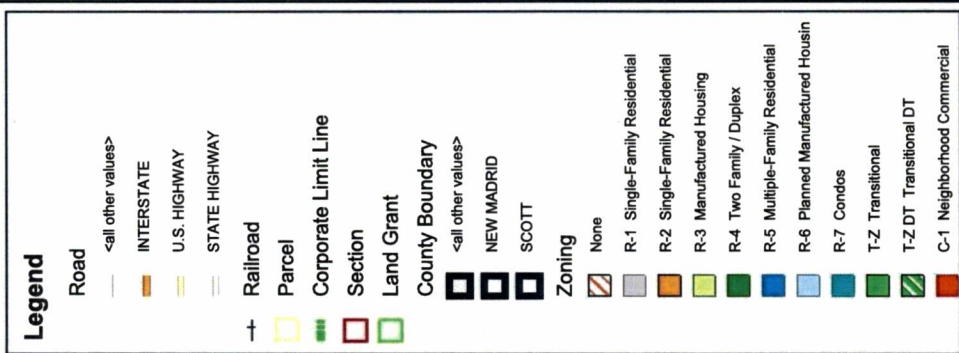 Legend
Road
<all other values>
INTERSTATE
U.S. HIGHWAY
STATE HIGHWAY
Railroad
Parcel
Corporate Limit Line
Section
Land Grant
County Boundary
<all other values>
NEW MADRID
SCOTT
Zoning
None
R-1 Single-Family Residential
R-2 Single-Family Residential
R-3 Manufactured Housing
R-4 Two Family / Duplex
R-5 Multiple-Family Residential
R-6 Planned Manufactured Housin
R-7 Condos
T-Z Transitional
T-Z DT Transitional DT
C-1 Neighborhood Commercial